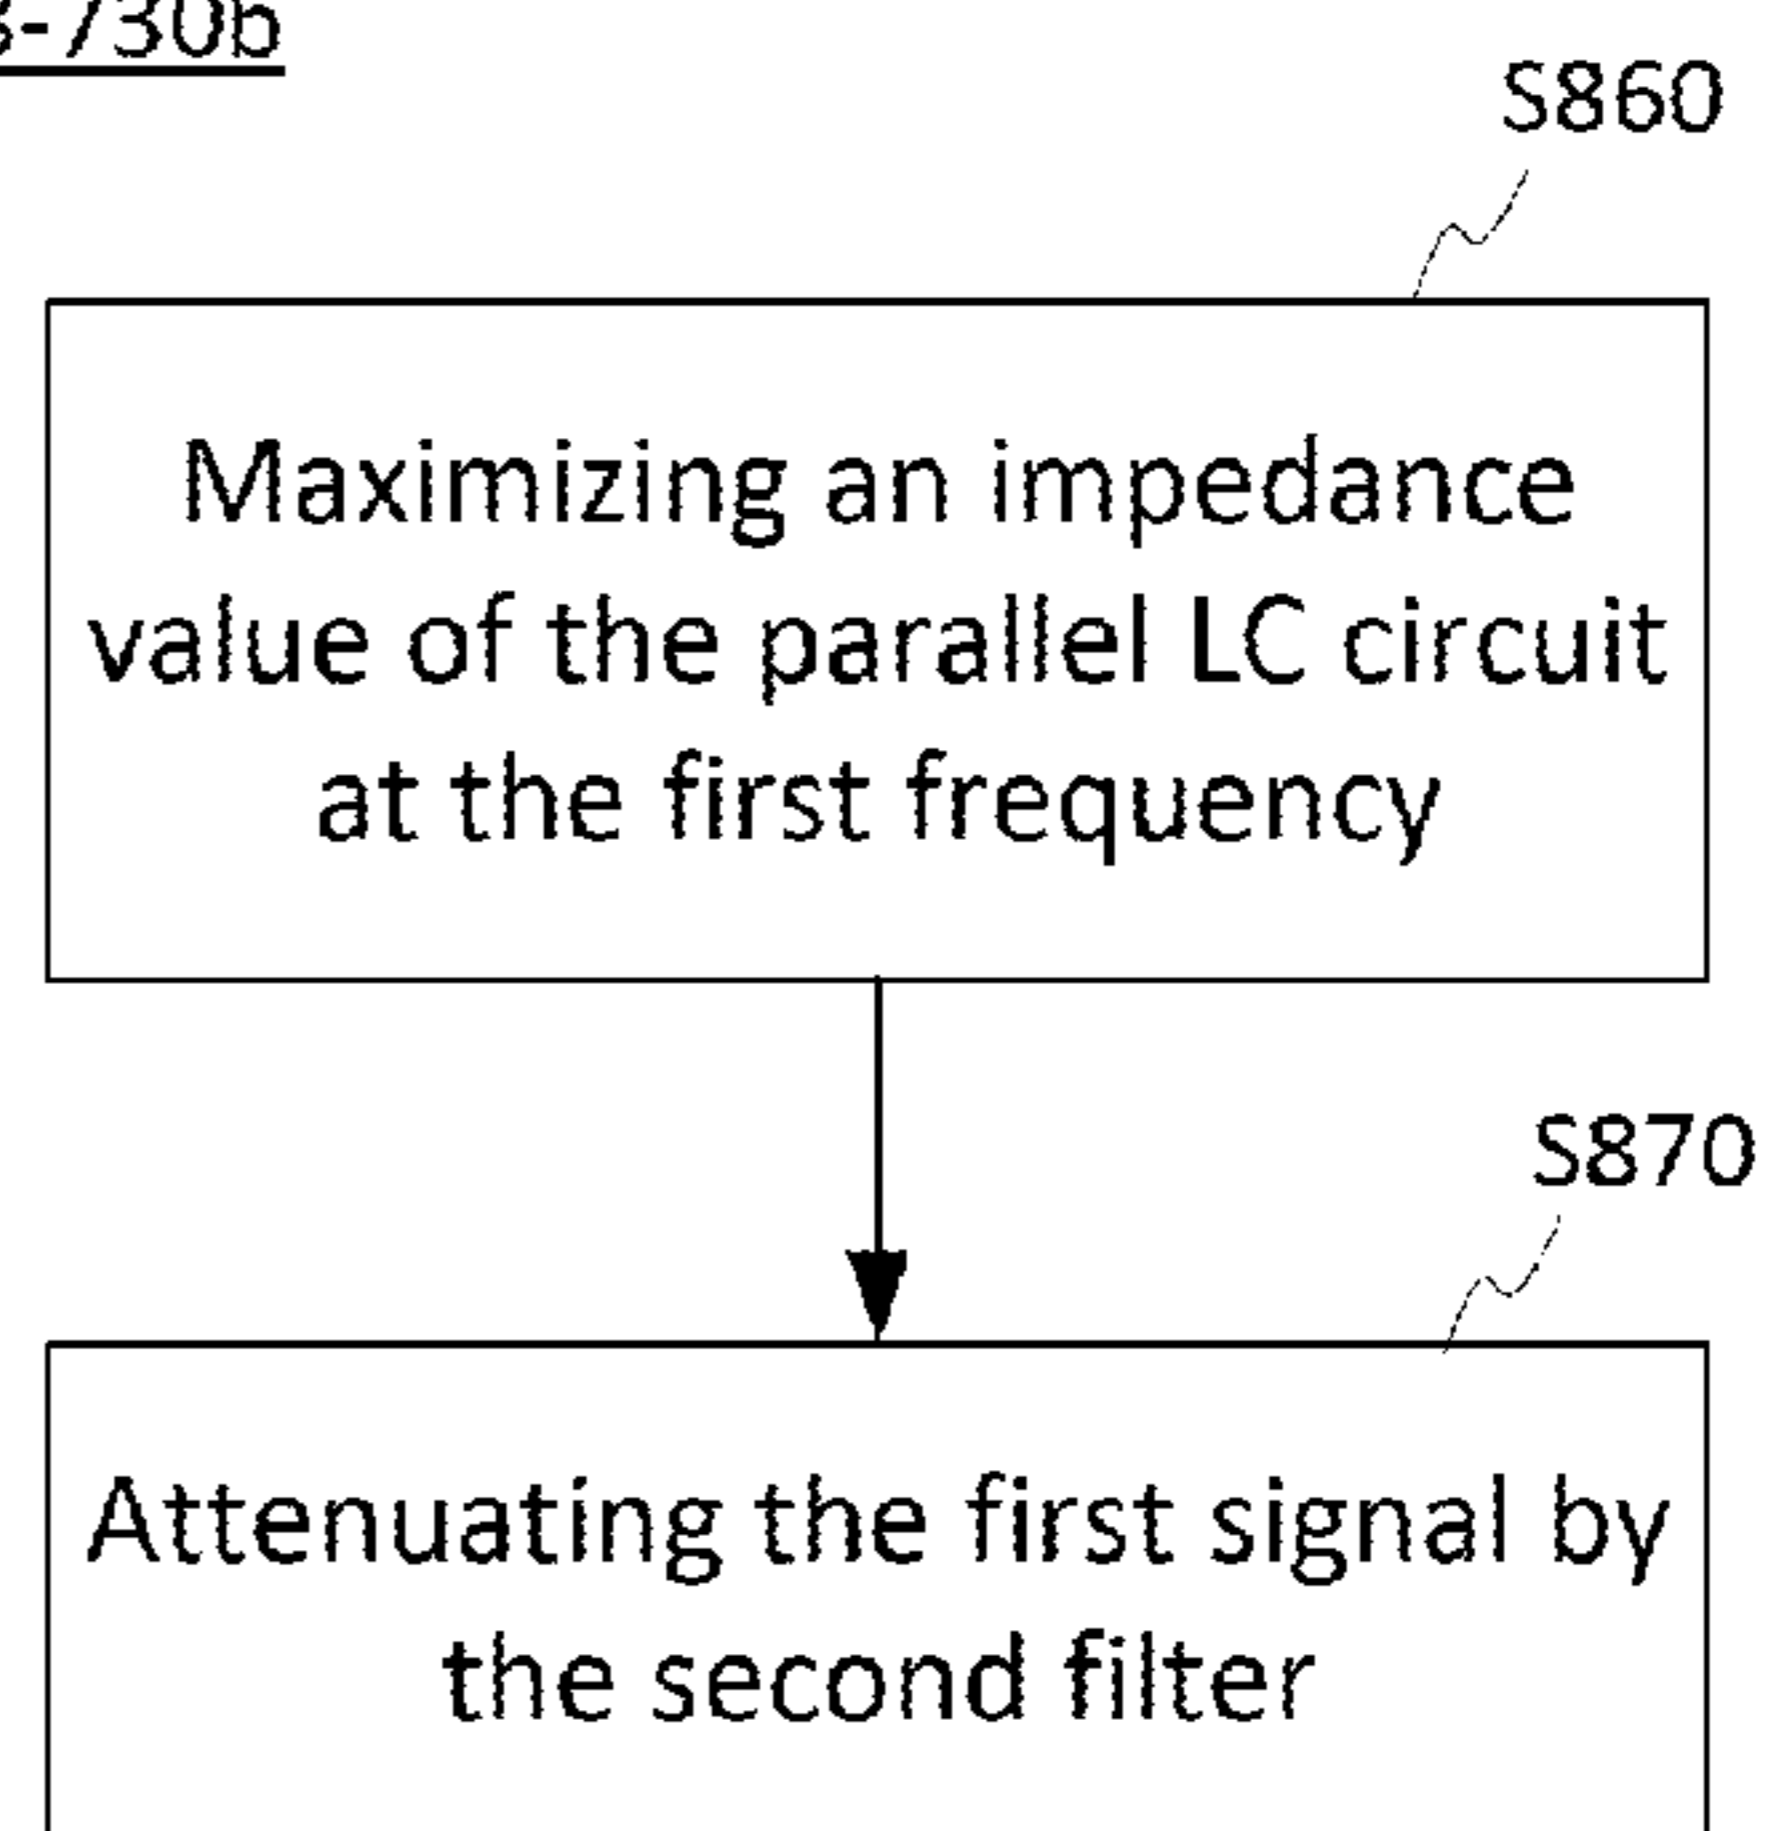 -730b
S860
Maximizing an impedance
value of the parallel LC circuit
at the first frequency
S870
Attenuating the first signal by
the second filter